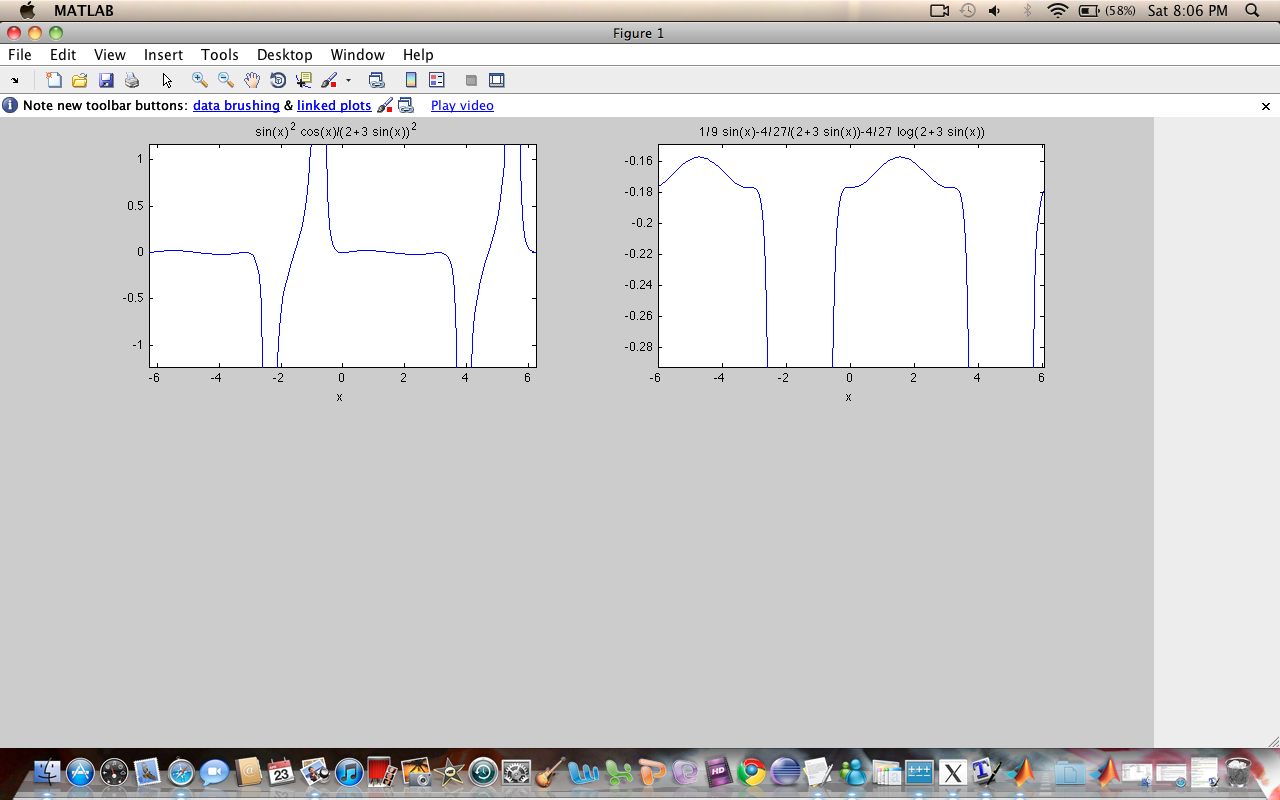 MATLAB (58%) Sat 8:06 PM
Figure 1
File Edit View Insert Tools Desktop Window Help
Note new toolbar buttons: data brushing & linked plots Play video
sin(x)2 cos(x)/(2+3 sin(x))2
1
0.5
0
-0.5
-1
-6 -4 -2 0 2 4 6
x
1/9 sin(x)-4/27/(2+3 sin(x))-4/27 log(2+3 sin(x))
-0.16
-0.18
-0.2
-0.22
-0.24
-0.26
-0.28
-6 -4 -2 0 2 4 6
x
23
HD
X